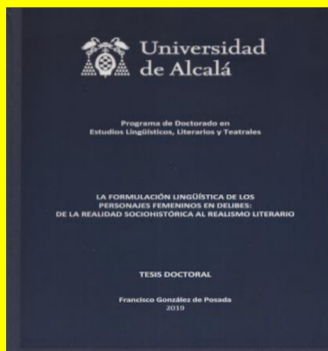 Universidad
de Alcalá
Programa de Doctorado en
Estudios Lingüísticos, Literarios y Teatrales
LA FORMULACIÓN LINGÜÍSTICA DE LOS
PERSONAJES FEMENINOS EN DELIBES:
DE LA REALIDAD SOCIOHISTÓRICA AL REALISMO LITERARIO
TESIS DOCTORAL
Francisco González de Posada
2019